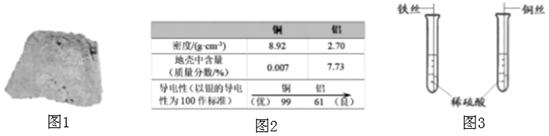 铜 铝
密度/(g·cm⁻³) 8.92 2.70
地壳中含量
(质量分数/%) 0.007 7.73
导电性(以银的导电
性为100作标准) 铜 铝
(优) 99 61 (良)
铁丝 铜丝
稀硫酸
图1 图2 图3